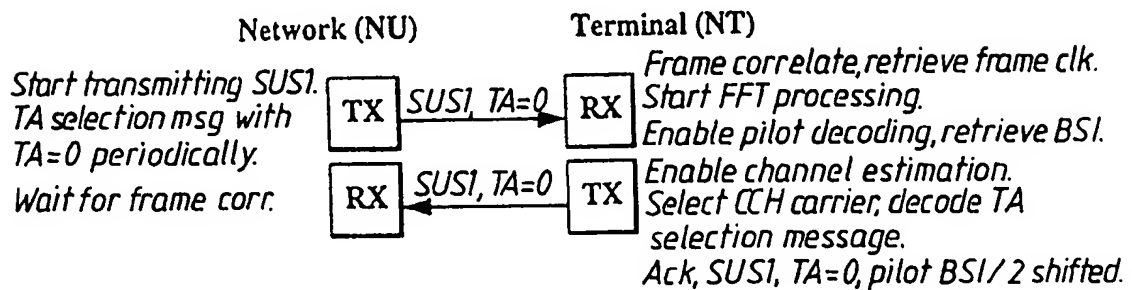 Network (NU) Terminal (NT)
Start transmitting SUS1.
TA selection msg with
TA=0 periodically.
Wait for frame corr.
TX SUS1, TA=0 RX
RX SUS1, TA=0 TX
Frame correlate, retrieve frame clk.
Start FFT processing.
Enable pilot decoding, retrieve BSI.
Enable channel estimation.
Select CCH carrier, decode TA
selection message.
Ack, SUS1, TA=0, pilot BSI/2 shifted.